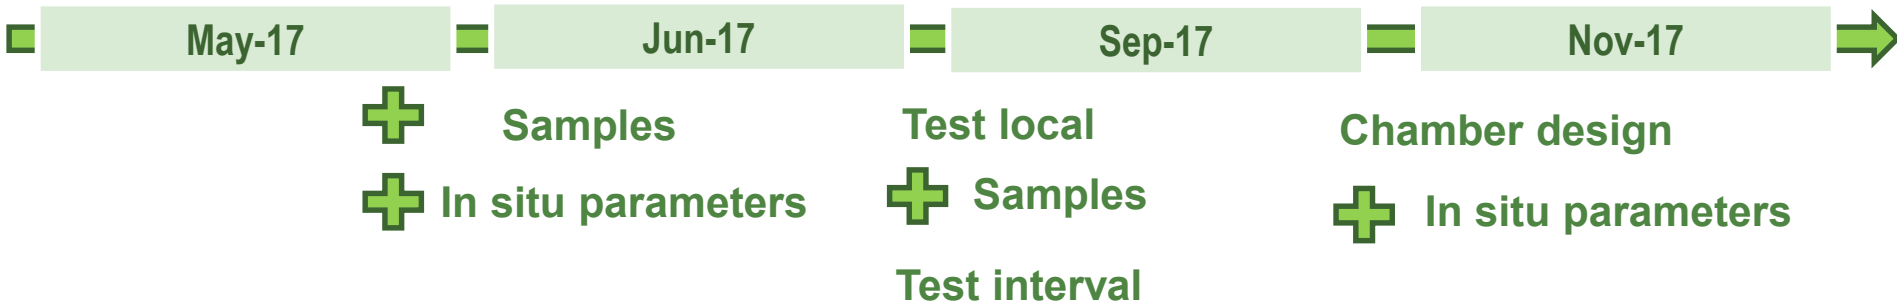 May-17
Jun-17
Sep-17
Nov-17
Samples
In situ parameters
Test local
Samples
Test interval
Chamber design
In situ parameters